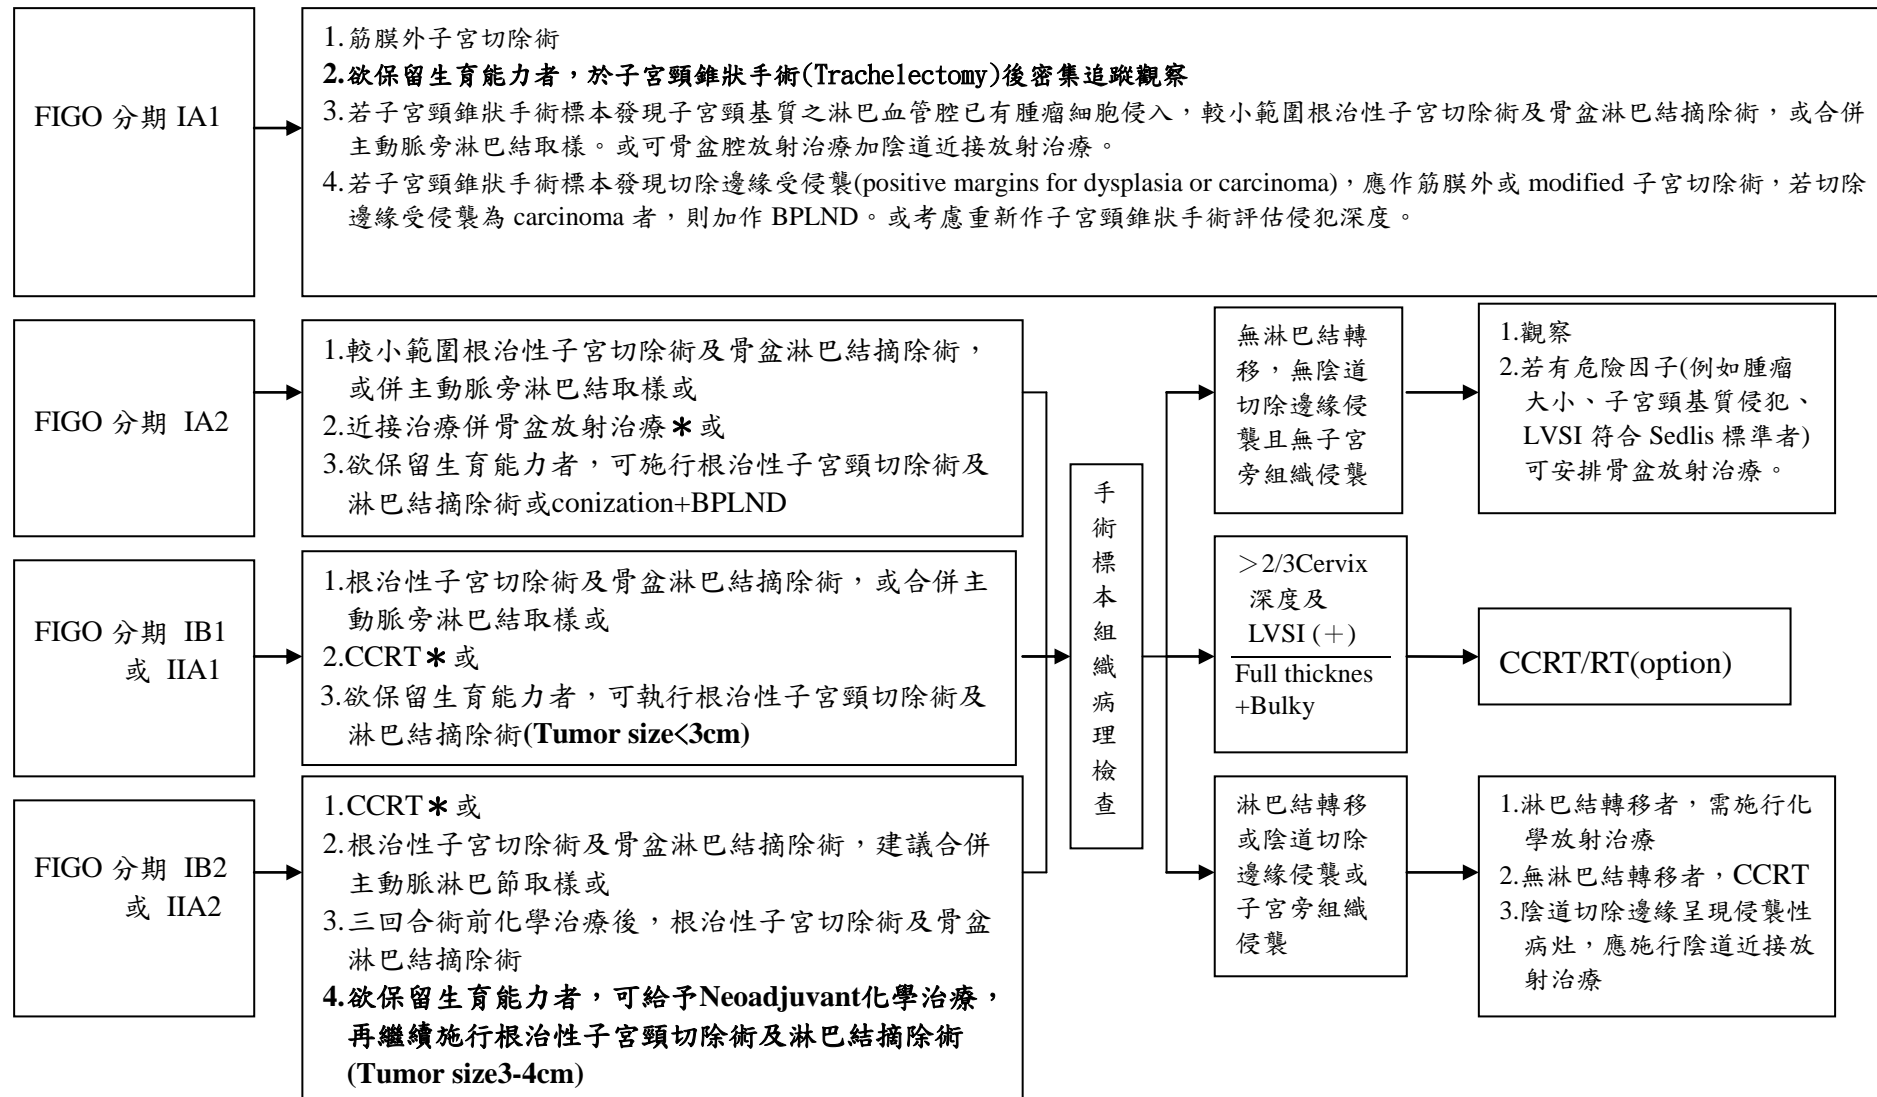 FIGO 分期 IA1
1.筋膜外子宮切除術
2.欲保留生育能力者，於子宮頸錐狀手術(Trachelectomy)後密集追蹤觀察
3.若子宮頸錐狀手術標本發現子宮頸基質之淋巴血管腔已有腫瘤細胞侵入，較小範圍根治性子宮切除術及骨盆淋巴結摘除術，或合併
主動脈旁淋巴結取樣。或可骨盆腔放射治療加陰道近接放射治療。
4.若子宮頸錐狀手術標本發現切除邊緣受侵襲(positive margins for dysplasia or carcinoma)，應作筋膜外或 modified 子宮切除術，若切除
邊緣受侵襲為 carcinoma 者，則加作 BPLND。或考慮重新作子宮頸錐狀手術評估侵犯深度。
FIGO 分期 IA2
1.較小範圍根治性子宮切除術及骨盆淋巴結摘除術，
或併主動脈旁淋巴結取樣或
2.近接治療併骨盆放射治療＊或
3.欲保留生育能力者，可施行根治性子宮頸切除術及
淋巴結摘除術或conization+BPLND
FIGO 分期 IB1
或 IIA1
1.根治性子宮切除術及骨盆淋巴結摘除術，或合併主
動脈旁淋巴結取樣或
2.CCRT＊或
3.欲保留生育能力者，可執行根治性子宮頸切除術及
淋巴結摘除術(Tumor size<3cm)
FIGO 分期 IB2
或 IIA2
1.CCRT＊或
2.根治性子宮切除術及骨盆淋巴結摘除術，建議合併
主動脈淋巴節取樣或
3.三回合術前化學治療後，根治性子宮切除術及骨盆
淋巴結摘除術
4.欲保留生育能力者，可給予Neoadjuvant化學治療，
再繼續施行根治性子宮頸切除術及淋巴結摘除術
(Tumor size3-4cm)
手
術
標
本
組
織
病
理
檢
查
無淋巴結轉
移，無陰道
切除邊緣侵
襲且無子宮
旁組織侵襲
1.觀察
2.若有危險因子(例如腫瘤
大小、子宮頸基質侵犯、
LVSI 符合 Sedlis 標準者)
可安排骨盆放射治療。
＞2/3Cervix
深度及
LVSI (＋)
Full thicknes
+Bulky
CCRT/RT(option)
淋巴結轉移
或陰道切除
邊緣侵襲或
子宮旁組織
侵襲
1.淋巴結轉移者，需施行化
學放射治療
2.無淋巴結轉移者，CCRT
3.陰道切除邊緣呈現侵襲性
病灶，應施行陰道近接放
射治療